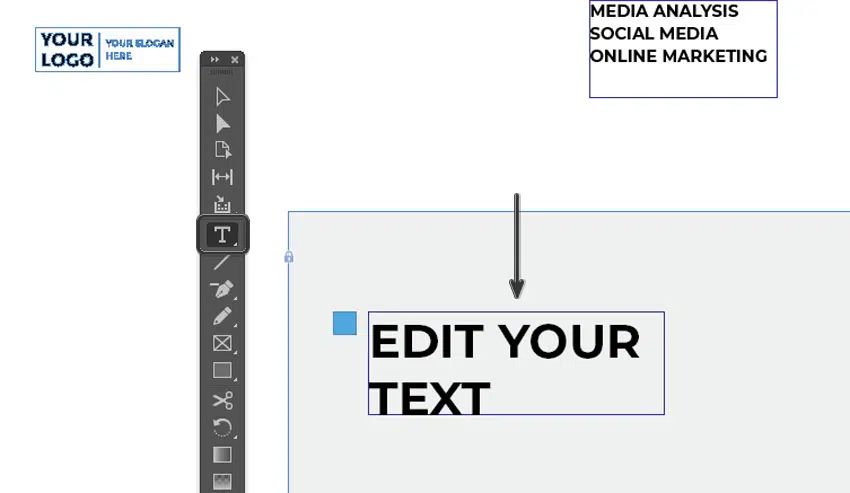 YOUR
LOGO
YOUR SLOGAN
HERE
MEDIA ANALYSIS
SOCIAL MEDIA
ONLINE MARKETING
T
EDIT YOUR
TEXT